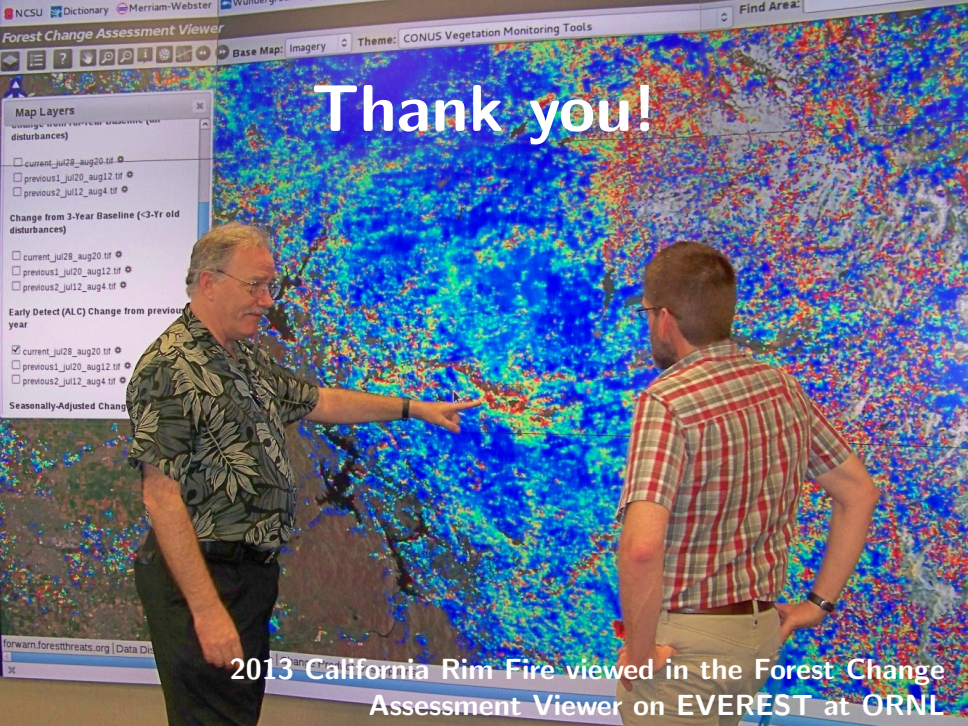 NCSU Dictionary Merriam-Webster
Find Area:
Forest Change Assessment Viewer
Base Map: Imagery Theme: CONUS Vegetation Monitoring Tools
Thank you!
Map Layers
disturbances)
current_jul28_aug20.tif
previous1_jul20_aug12.tif
previous2_jul12_aug4.tif
Change from 3-Year Baseline (<3-Yr old
disturbances)
current_jul28_aug20.tif
previous1_jul20_aug12.tif
previous2_jul12_aug4.tif
Early Detect (ALC) Change from previous
year
current_jul28_aug20.tif
previous1_jul20_aug12.tif
previous2_jul12_aug4.tif
Seasonally-Adjusted Chang
forwarn.forestthreats.org Data Dis
2013 California Rim Fire viewed in the Forest Change
Assessment Viewer on EVEREST at ORNL